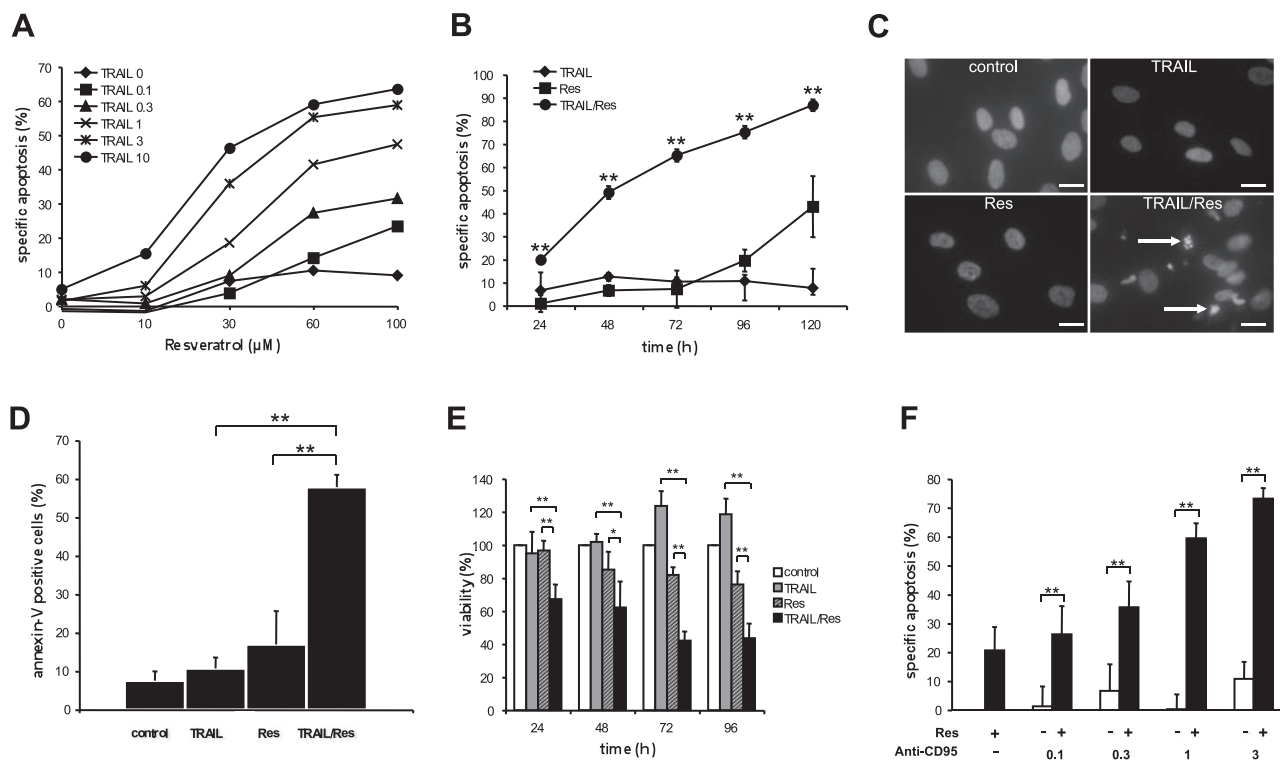 A
specific apoptosis (%)
70
60
50
40
30
20
10
0
TRAIL 0
TRAIL 0.1
TRAIL 0.3
TRAIL 1
TRAIL 3
TRAIL 10
0 10 30 60 100
Resveratrol (µM)
B
specific apoptosis (%)
100
90
80
70
60
50
40
30
20
10
0
TRAIL
Res
TRAIL/Res
**
**
**
**
**
24 48 72 96 120
time (h)
C
control
TRAIL
Res
TRAIL/Res
D
annexin-V positive cells (%)
70
60
50
40
30
20
10
0
**
**
control TRAIL Res TRAIL/Res
E
viability (%)
140
120
100
80
60
40
20
0
**
**
**
*
**
**
**
**
control
TRAIL
Res
TRAIL/Res
24 48 72 96
time (h)
F
specific apoptosis (%)
80
70
60
50
40
30
20
10
0
**
**
**
**
Res + - + - + - + - +
Anti-CD95 - 0.1 0.3 1 3